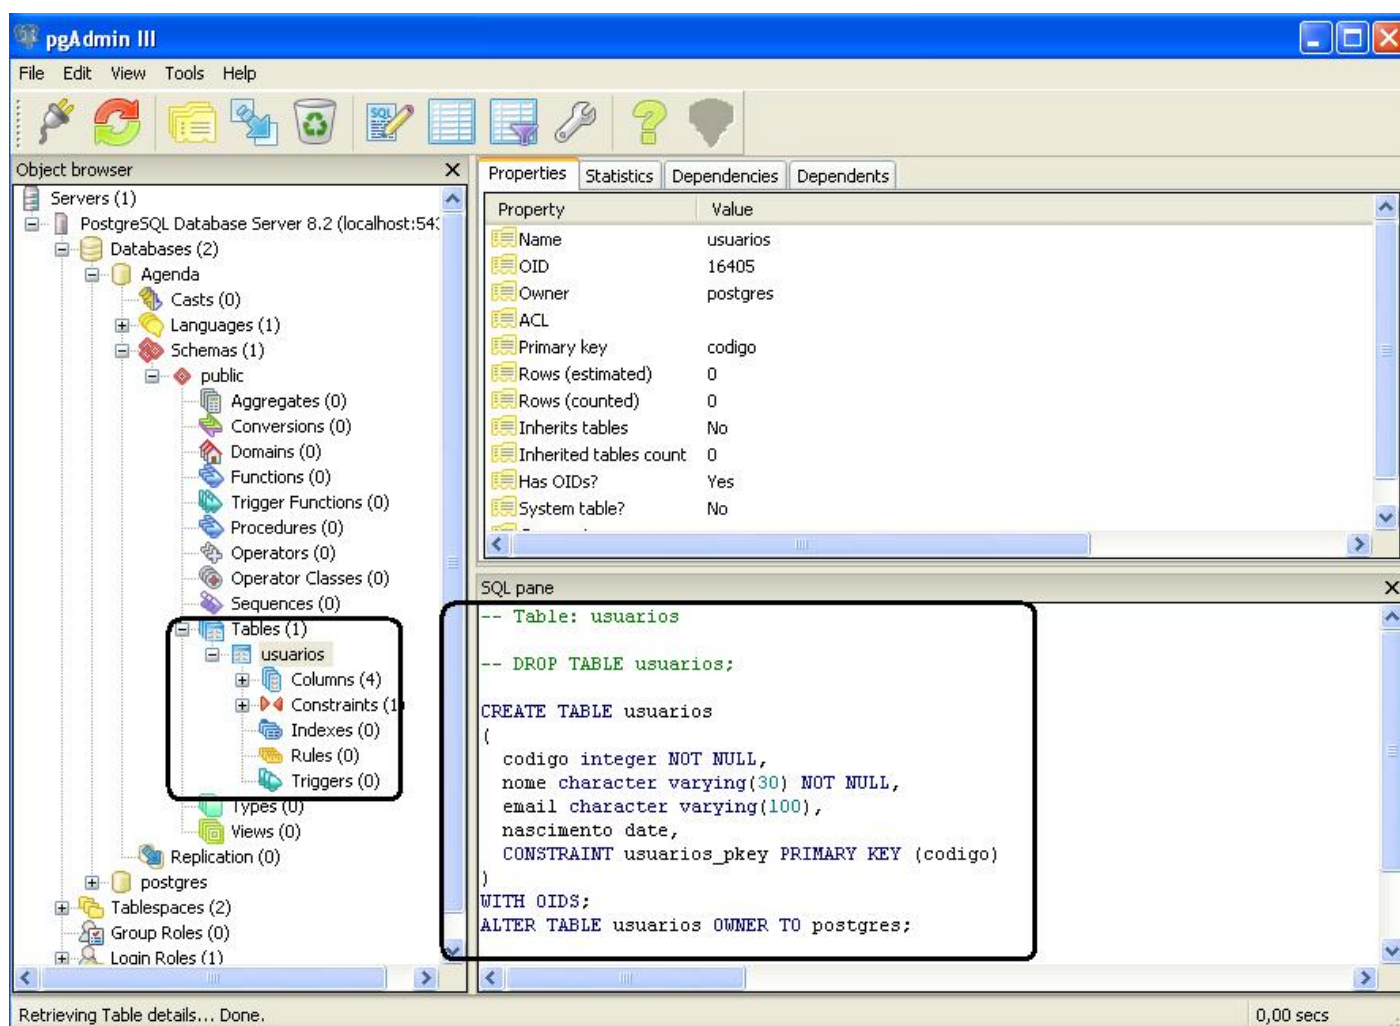 pgAdmin III
File Edit View Tools Help
SQL
Object browser
Servers (1)
PostgreSQL Database Server 8.2 (localhost:54
Databases (2)
Agenda
Casts (0)
Languages (1)
Schemas (1)
public
Aggregates (0)
Conversions (0)
Domains (0)
Functions (0)
Trigger Functions (0)
Procedures (0)
Operators (0)
Operator Classes (0)
Sequences (0)
Tables (1)
usuarios
Columns (4)
Constraints (1)
Indexes (0)
Rules (0)
Triggers (0)
Types (0)
Views (0)
Replication (0)
postgres
Tablespaces (2)
Group Roles (0)
Login Roles (1)
Properties Statistics Dependencies Dependents
Property Value
Name usuarios
OID 16405
Owner postgres
ACL
Primary key codigo
Rows (estimated) 0
Rows (counted) 0
Inherits tables No
Inherited tables count 0
Has OIDs? Yes
System table? No
SQL pane
-- Table: usuarios
-- DROP TABLE usuarios;
CREATE TABLE usuarios
(
codigo integer NOT NULL,
nome character varying(30) NOT NULL,
email character varying(100),
nascimento date,
CONSTRAINT usuarios_pkey PRIMARY KEY (codigo)
)
WITH OIDS;
ALTER TABLE usuarios OWNER TO postgres;
Retrieving Table details... Done.
0,00 secs